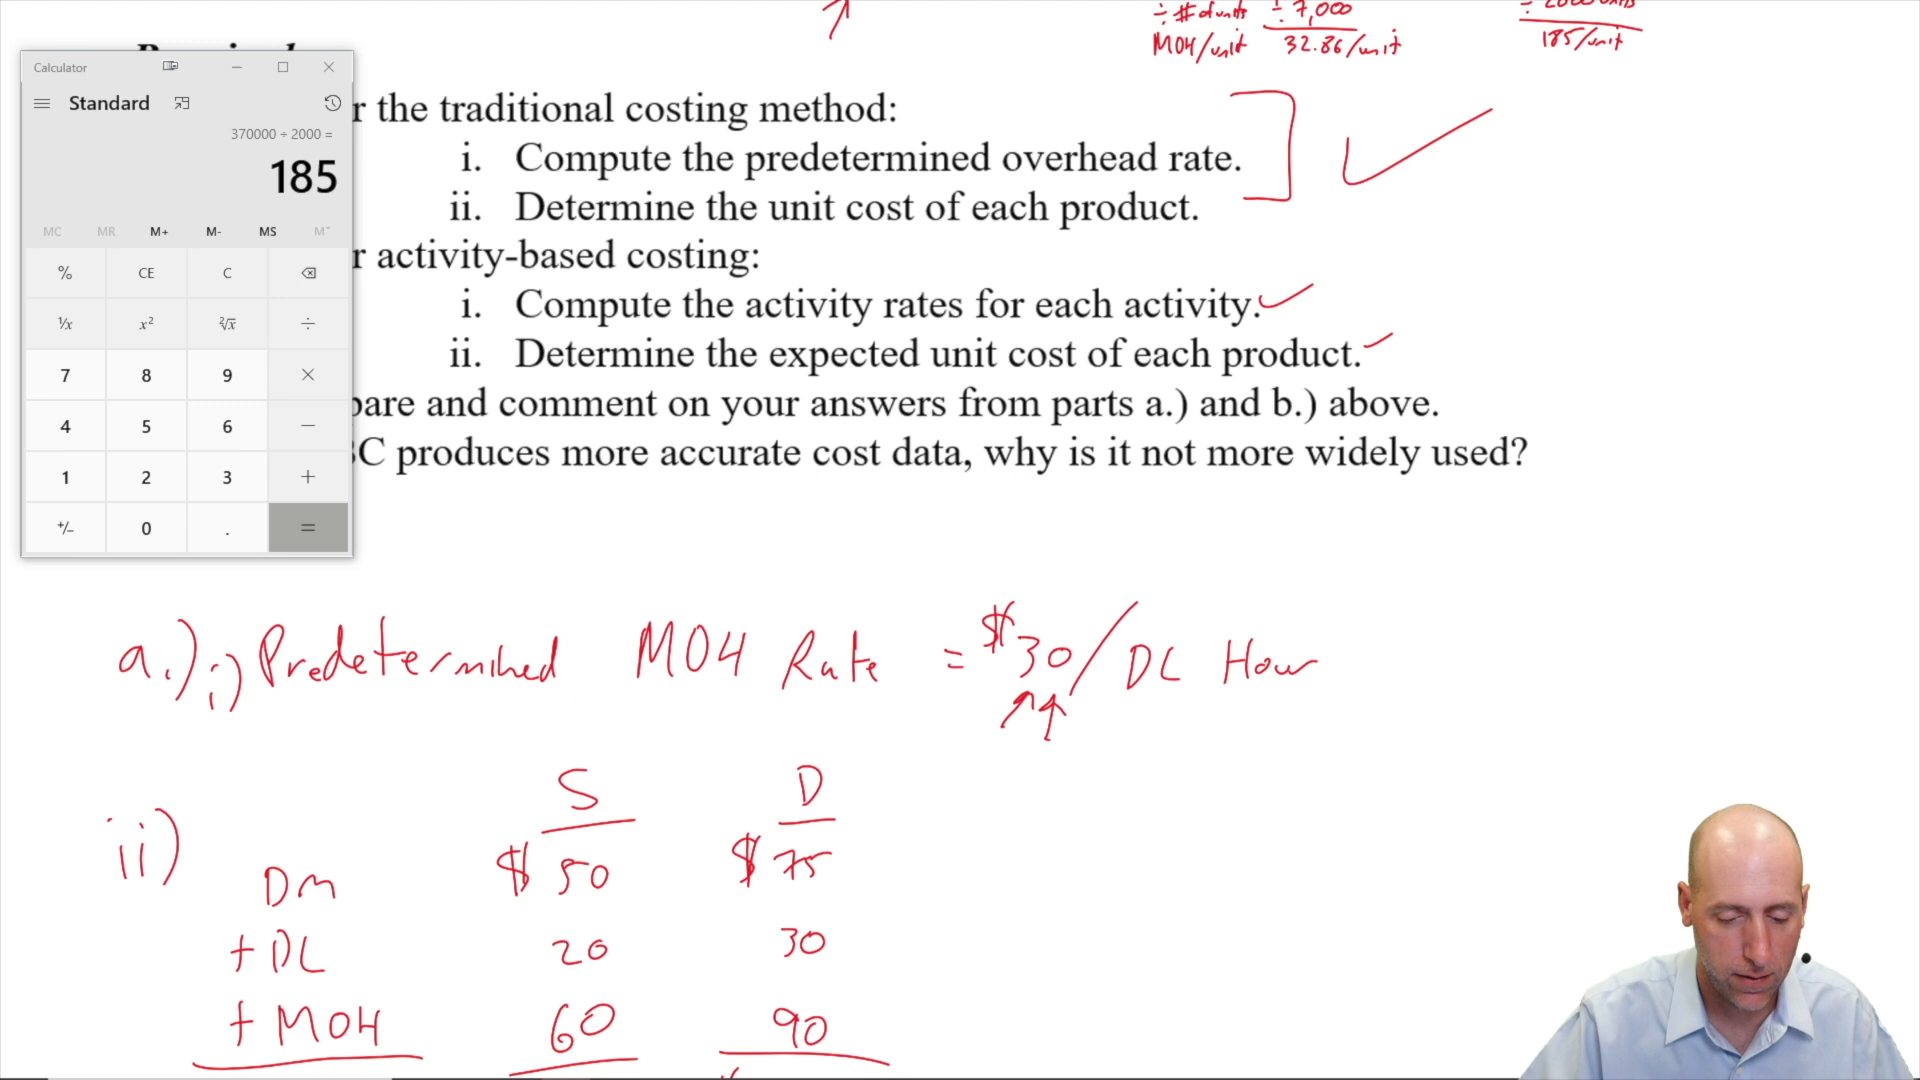 ÷ # of units ÷ 7,000
MOH/unit 32.86/unit 185/unit
Calculator
Standard
370000 ÷ 2000 =
185
MC MR M+ M- MS M˅
% CE C ⌫
¹/x x² ²√x ÷
7 8 9 ×
4 5 6 −
1 2 3 +
+/− 0 . =
r the traditional costing method:
i. Compute the predetermined overhead rate.
ii. Determine the unit cost of each product.
r activity-based costing:
i. Compute the activity rates for each activity.
ii. Determine the expected unit cost of each product.
pare and comment on your answers from parts a.) and b.) above.
C produces more accurate cost data, why is it not more widely used?
a.) i) Predetermined MOH Rate = $30/DL Hour
S D
ii) DM $50 $75
+ DL 20 30
+ MOH 60 90